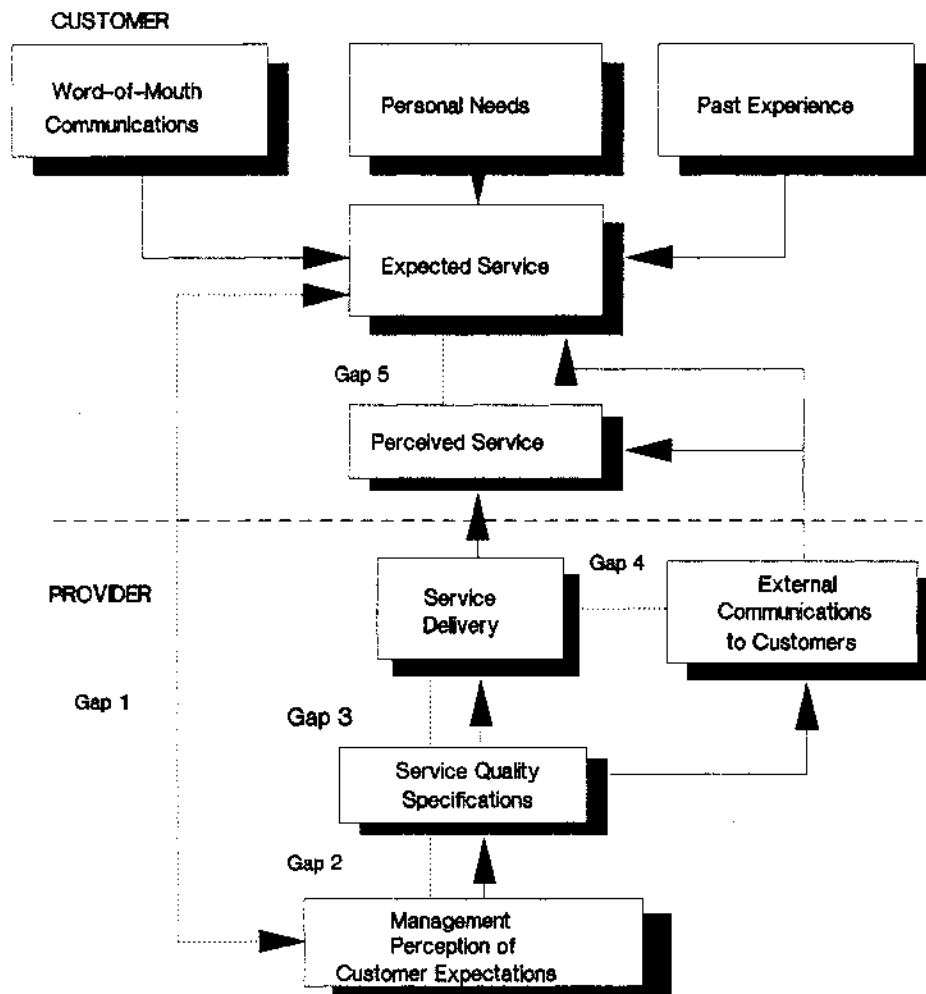 CUSTOMER
Word-of-Mouth
Communications
Personal Needs
Past Experience
Expected Service
Gap 5
Perceived Service
PROVIDER
Gap 4
Service
Delivery
External
Communications
to Customers
Gap 1
Gap 3
Service Quality
Specifications
Gap 2
Management
Perception of
Customer Expectations